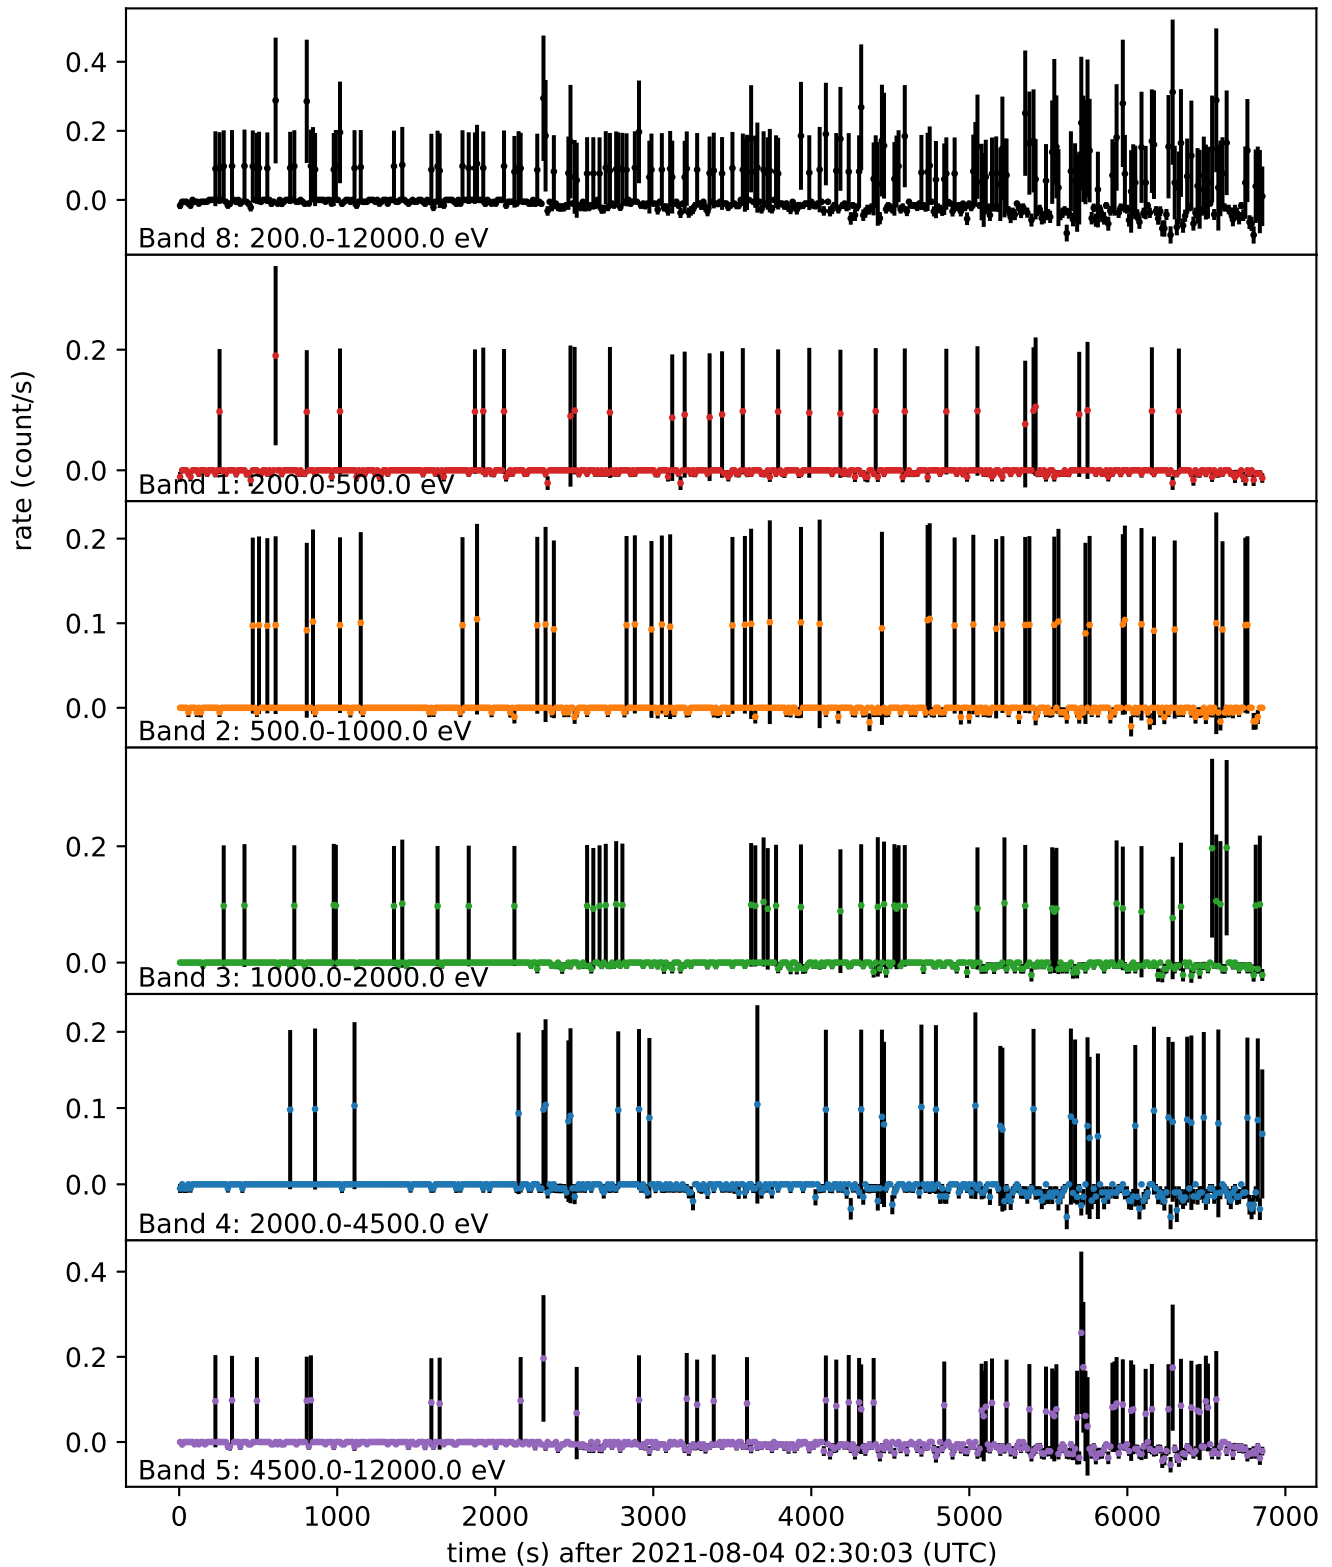 0.4
0.2
0.0
Band 8: 200.0-12000.0 eV
0.2
0.0
Band 1: 200.0-500.0 eV
rate (count/s)
0.2
0.1
0.0
Band 2: 500.0-1000.0 eV
0.2
0.0
Band 3: 1000.0-2000.0 eV
0.2
0.1
0.0
Band 4: 2000.0-4500.0 eV
0.4
0.2
0.0
Band 5: 4500.0-12000.0 eV
0 1000 2000 3000 4000 5000 6000 7000
time (s) after 2021-08-04 02:30:03 (UTC)